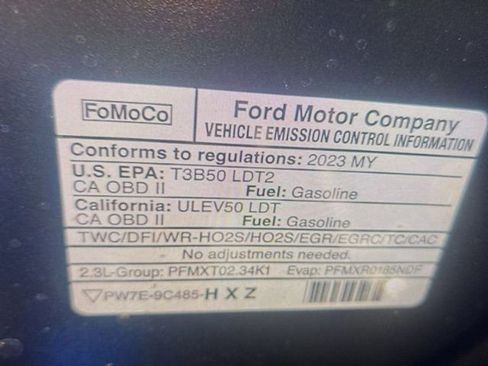 FoMoCo
Ford Motor Company
VEHICLE EMISSION CONTROL INFORMATION
Conforms to regulations: 2023 MY
U.S. EPA: T3B50 LDT2
CA OBD II Fuel: Gasoline
California: ULEV50 LDT
CA OBD II Fuel: Gasoline
TWC/DFI/WR-HO2S/HO2S/EGR/EGRC/TC/CAC
No adjustments needed.
2.3L-Group: PFMXT02.34K1 Evap: PFMXR0185NDP
PW7E-9C485-H X Z